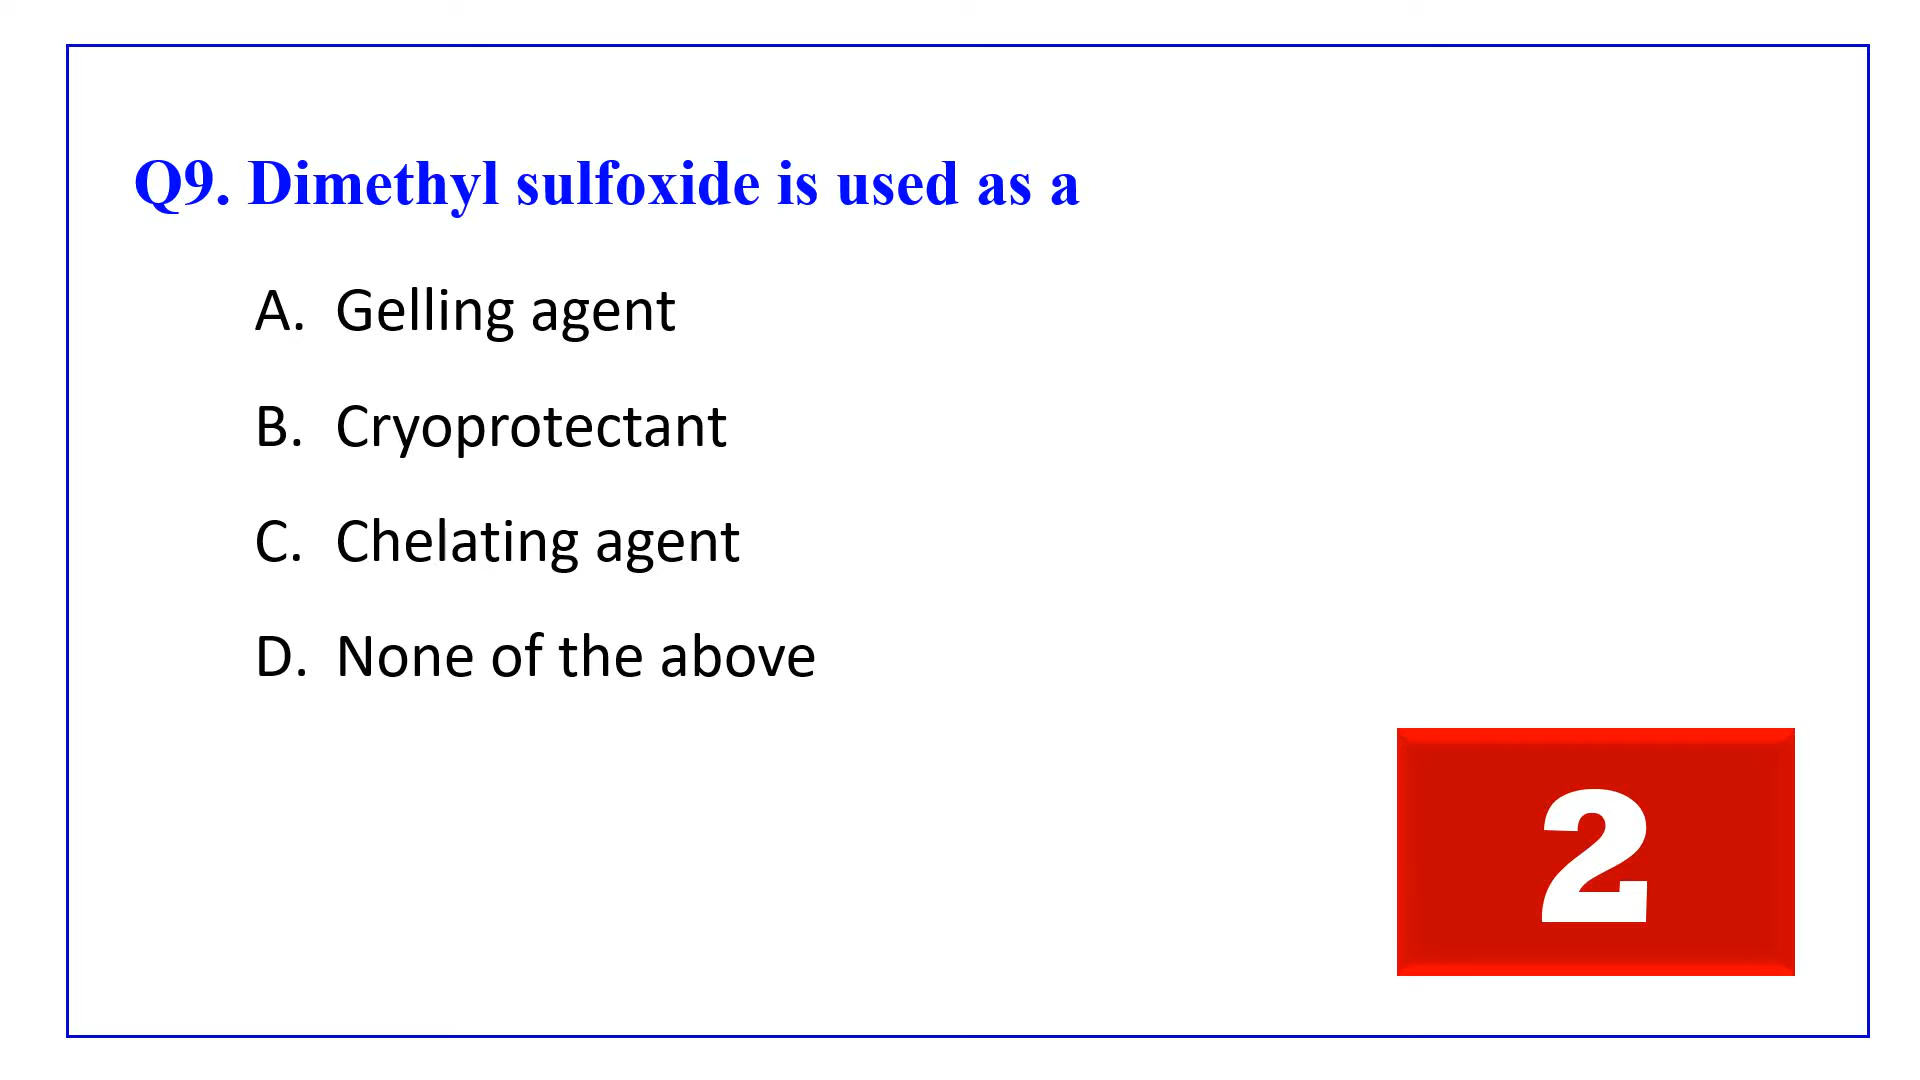 Q9. Dimethyl sulfoxide is used as a
A. Gelling agent
B. Cryoprotectant
C. Chelating agent
D. None of the above
2